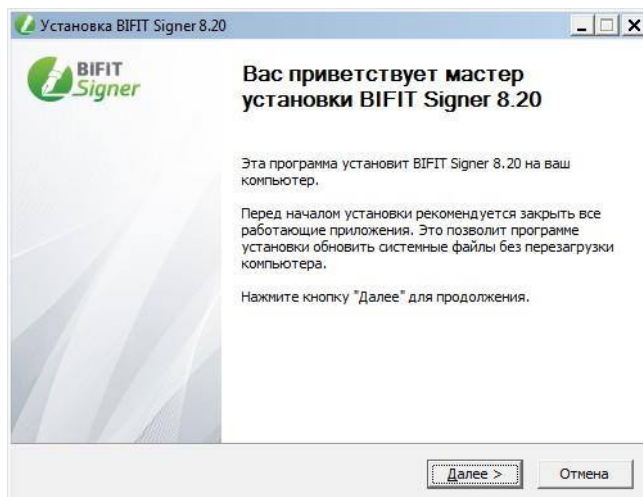 Установка BIFIT Signer 8.20
BIFIT
Signer
Вас приветствует мастер
установки BIFIT Signer 8.20
Эта программа установит BIFIT Signer 8.20 на ваш
компьютер.
Перед началом установки рекомендуется закрыть все
работающие приложения. Это позволит программе
установки обновить системные файлы без перезагрузки
компьютера.
Нажмите кнопку "Далее" для продолжения.
Далее >
Отмена